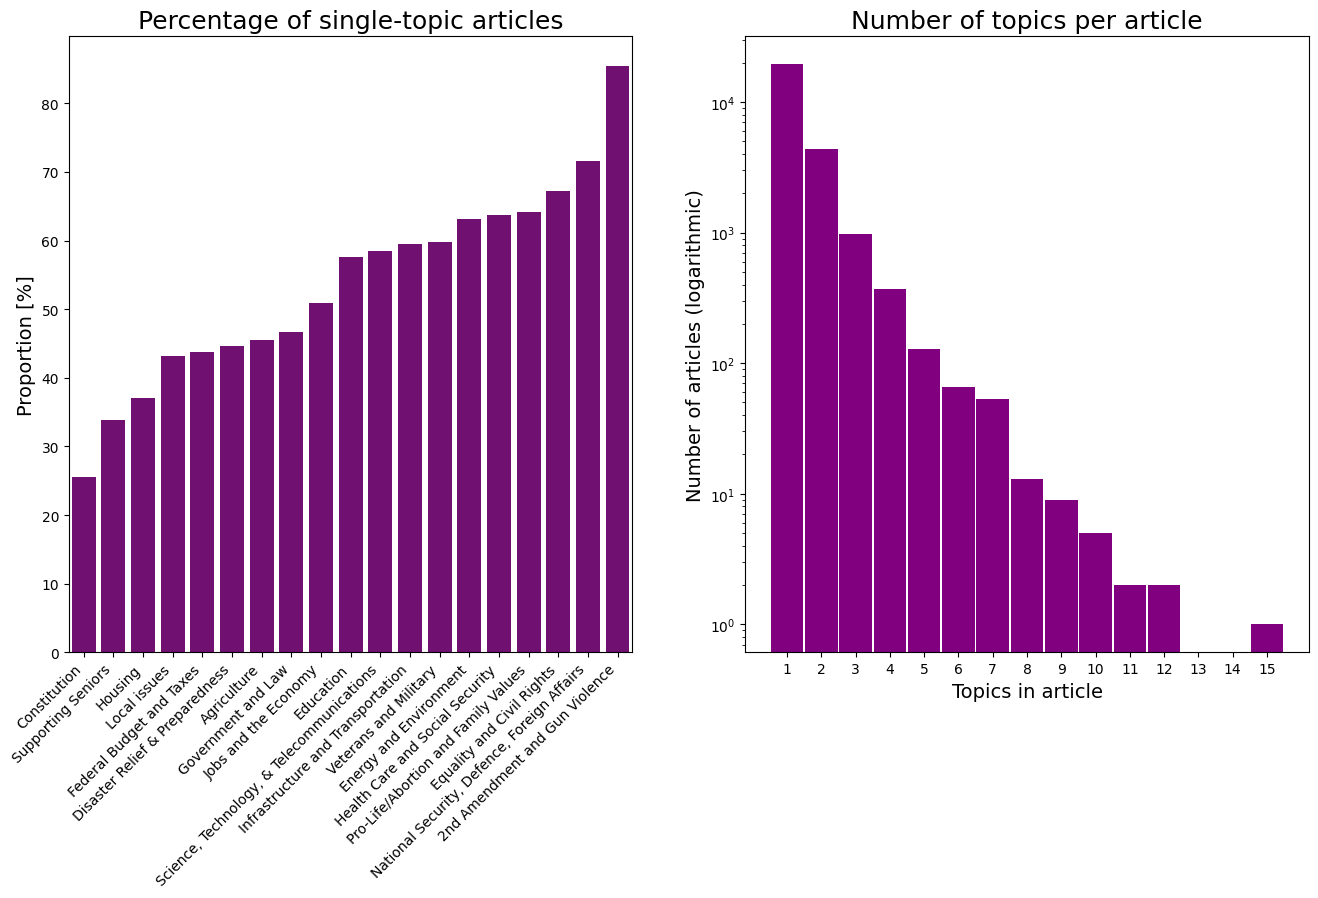 Percentage of single-topic articles
Proportion [%]
80
70
60
50
40
30
20
10
0
Constitution
Supporting Seniors
Housing
Local issues
Federal Budget and Taxes
Disaster Relief & Preparedness
Agriculture
Government and Law
Jobs and the Economy
Education
Science, Technology, & Telecommunications
Infrastructure and Transportation
Veterans and Military
Energy and Environment
Health Care and Social Security
Pro-Life/Abortion and Family Values
Equality and Civil Rights
National Security, Defence, Foreign Affairs
2nd Amendment and Gun Violence
Number of topics per article
Number of articles (logarithmic)
10⁴
10³
10²
10¹
10⁰
1 2 3 4 5 6 7 8 9 10 11 12 13 14 15
Topics in article